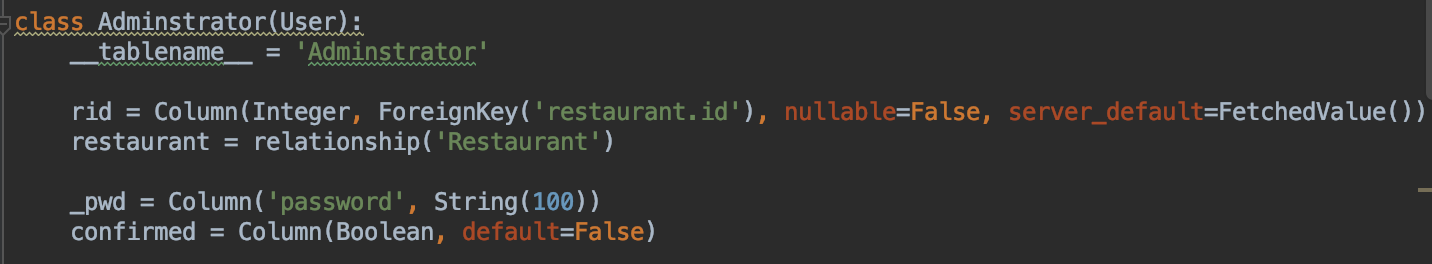 class Adminstrator(User):
__tablename__ = 'Adminstrator'
rid = Column(Integer, ForeignKey('restaurant.id'), nullable=False, server_default=FetchedValue())
restaurant = relationship('Restaurant')
_pwd = Column('password', String(100))
confirmed = Column(Boolean, default=False)